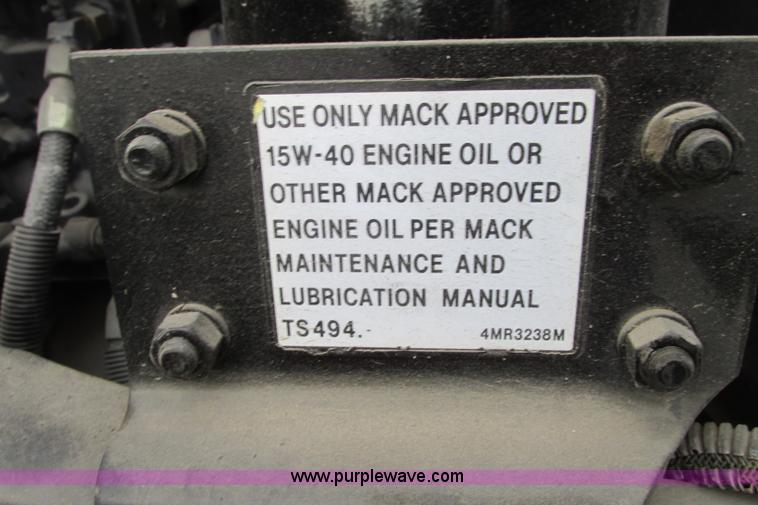 USE ONLY MACK APPROVED
15W-40 ENGINE OIL OR
OTHER MACK APPROVED
ENGINE OIL PER MACK
MAINTENANCE AND
LUBRICATION MANUAL
TS494.-
4MR3238M
www.purplewave.com